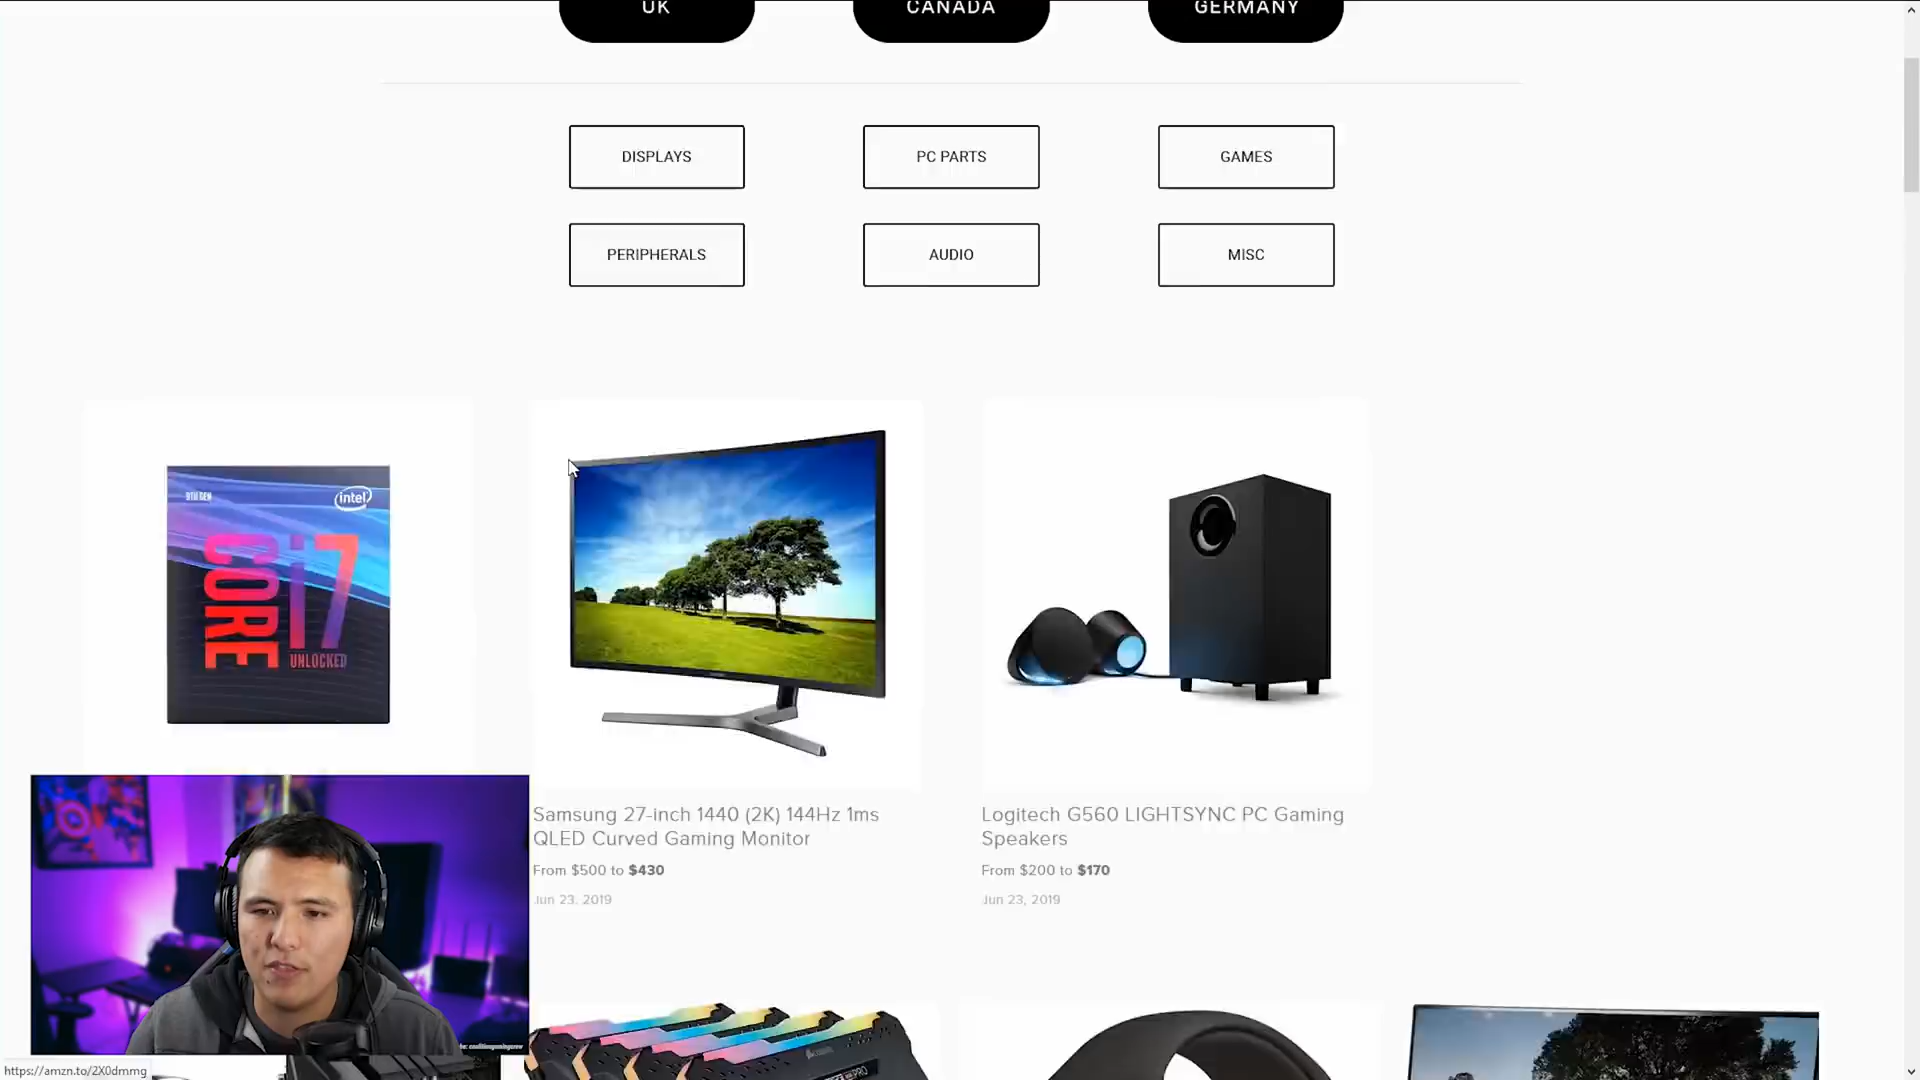 UK
CANADA
GERMANY
DISPLAYS
PC PARTS
GAMES
PERIPHERALS
AUDIO
MISC
9TH GEN
intel
CORE
i7
UNLOCKED
Samsung 27-inch 1440 (2K) 144Hz 1ms
QLED Curved Gaming Monitor
From $500 to $430
Jun 23, 2019
Logitech G560 LIGHTSYNC PC Gaming
Speakers
From $200 to $170
Jun 23, 2019
https://amzn.to/2X0dmmg